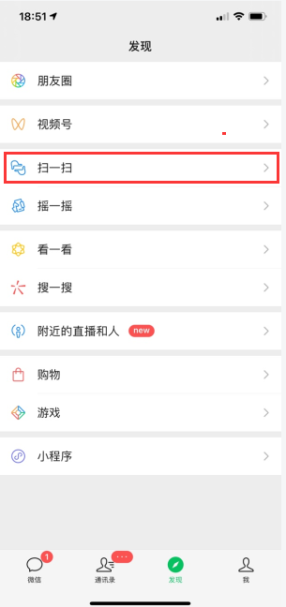 18:51
发现
朋友圈
视频号
扫一扫
摇一摇
看一看
搜一搜
附近的直播和人 new
购物
游戏
小程序
1
微信
通讯录
发现
我